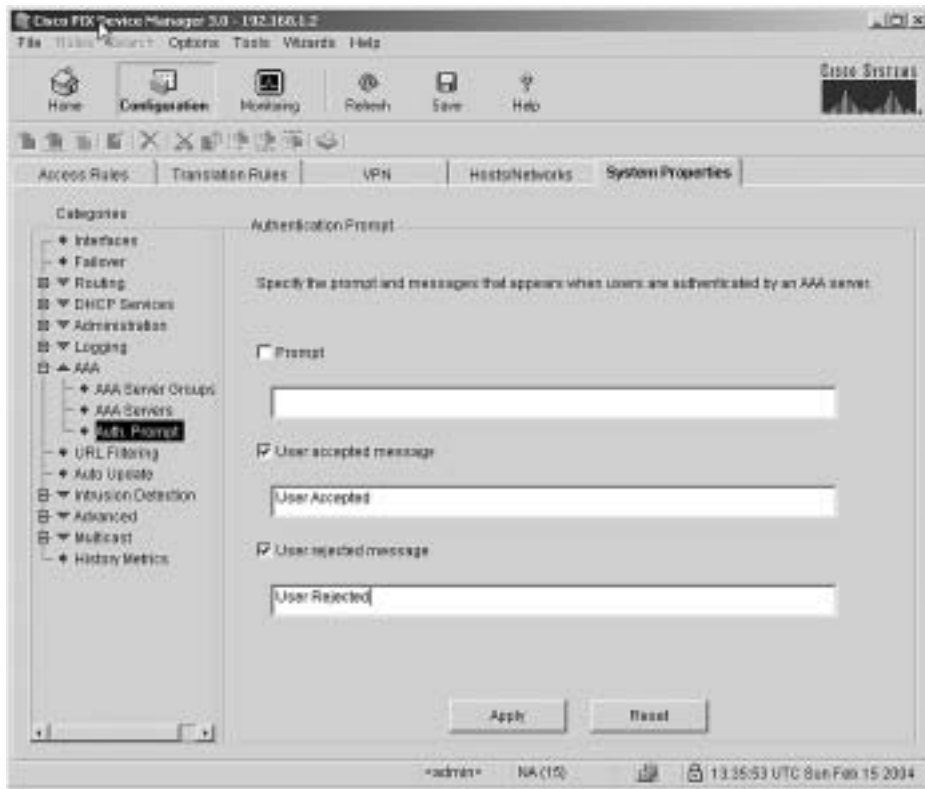 Cisco PIX Device Manager 3.0 - 192.168.1.2
File Rules Search Options Tools Wizards Help
Home Configuration Monitoring Refresh Save Help
CISCO SYSTEMS
Access Rules Translation Rules VPN Hosts/Networks System Properties
Categories
Interfaces
Failover
Routing
DHCP Services
Administration
Logging
AAA
AAA Server Groups
AAA Servers
Auth. Prompt
URL Filtering
Auto Update
Intrusion Detection
Advanced
Multicast
History Metrics
Authentication Prompt
Specify the prompt and messages that appears when users are authenticated by an AAA server.
Prompt
User accepted message
User Accepted
User rejected message
User Rejected
Apply Reset
<admin> NA (15) 13:35:53 UTC Sun Feb 15 2004